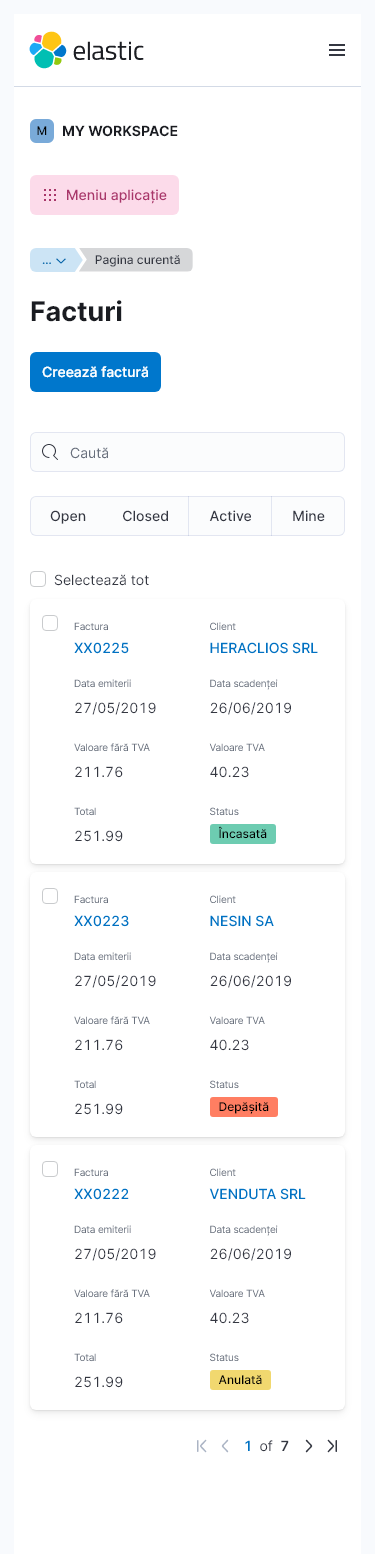 elastic
M MY WORKSPACE
Meniu aplicație
... Pagina curentă
Facturi
Creează factură
Caută
Open Closed Active Mine
Selectează tot
Factura Client
XX0225 HERACLIOS SRL
Data emiterii Data scadenței
27/05/2019 26/06/2019
Valoare fără TVA Valoare TVA
211.76 40.23
Total Status
251.99 Încasată
Factura Client
XX0223 NESIN SA
Data emiterii Data scadenței
27/05/2019 26/06/2019
Valoare fără TVA Valoare TVA
211.76 40.23
Total Status
251.99 Depășită
Factura Client
XX0222 VENDUTA SRL
Data emiterii Data scadenței
27/05/2019 26/06/2019
Valoare fără TVA Valoare TVA
211.76 40.23
Total Status
251.99 Anulată
1 of 7